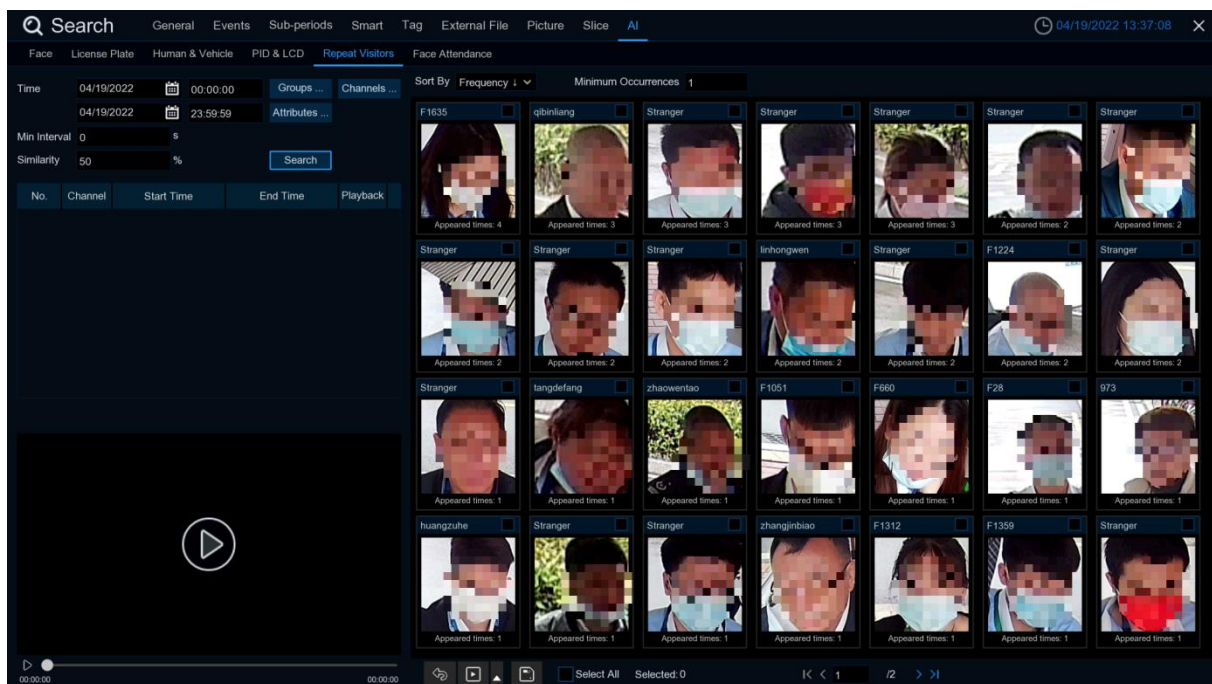 Search General Events Sub-periods Smart Tag External File Picture Slice AI 04/19/2022 13:37:08
Face License Plate Human & Vehicle PID & LCD Repeat Visitors Face Attendance
Time 04/19/2022 00:00:00 Groups ... Channels ...
04/19/2022 23:59:59 Attributes ...
Min Interval 0 s
Similarity 50 % Search
No. Channel Start Time End Time Playback
00:00:00 00:00:00
Sort By Frequency ↓ Minimum Occurrences 1
F1635 qibinliang Stranger Stranger Stranger Stranger Stranger
Appeared times: 4 Appeared times: 3 Appeared times: 3 Appeared times: 3 Appeared times: 3 Appeared times: 2 Appeared times: 2
Stranger Stranger Stranger linhongwen Stranger F1224 Stranger
Appeared times: 2 Appeared times: 2 Appeared times: 2 Appeared times: 2 Appeared times: 2 Appeared times: 2 Appeared times: 2
Stranger tangdefang zhaowentao F1051 F660 F28 973
Appeared times: 1 Appeared times: 1 Appeared times: 1 Appeared times: 1 Appeared times: 1 Appeared times: 1 Appeared times: 1
huangzuhe Stranger Stranger zhangjinbiao F1312 F1359 Stranger
Appeared times: 1 Appeared times: 1 Appeared times: 1 Appeared times: 1 Appeared times: 1 Appeared times: 1 Appeared times: 1
Select All Selected: 0 1 /2